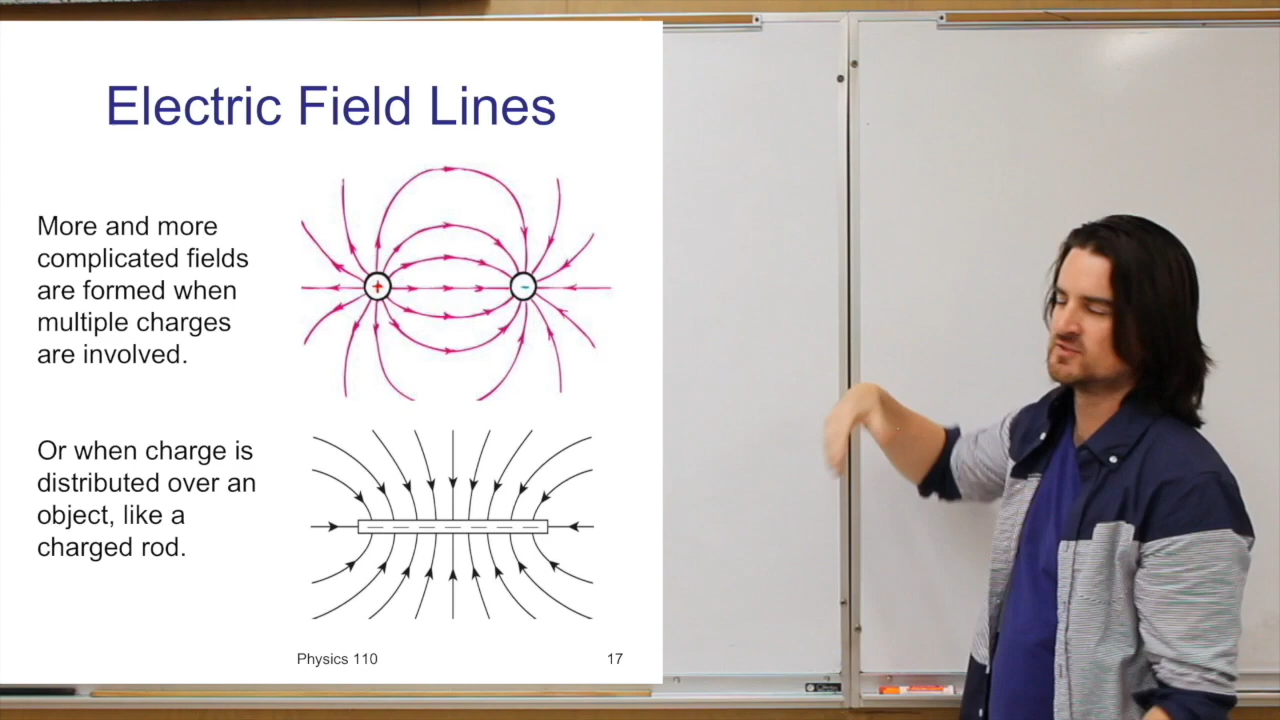 Electric Field Lines
More and more
complicated fields
are formed when
multiple charges
are involved.
+
-
Or when charge is
distributed over an
object, like a
charged rod.
Physics 110
17